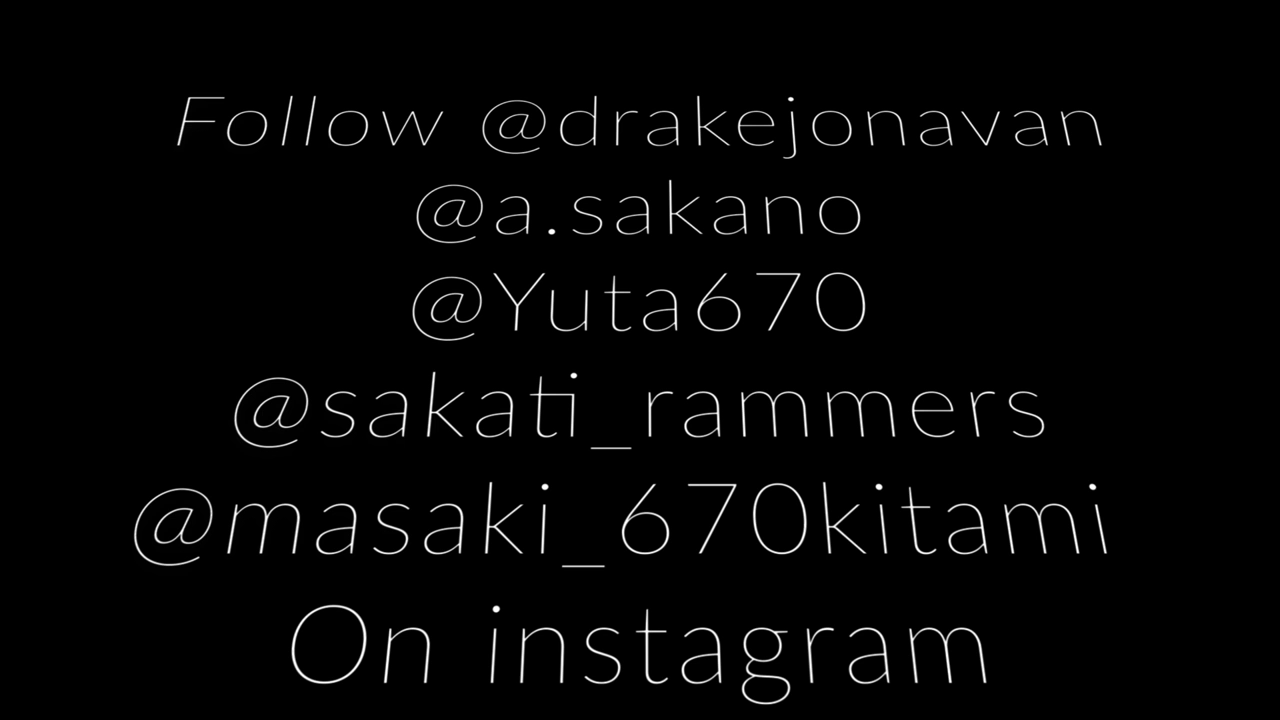 Follow @drakejonavan
@a.sakano
@Yuta670
@sakati_rammers
@masaki_670kitami
On instagram